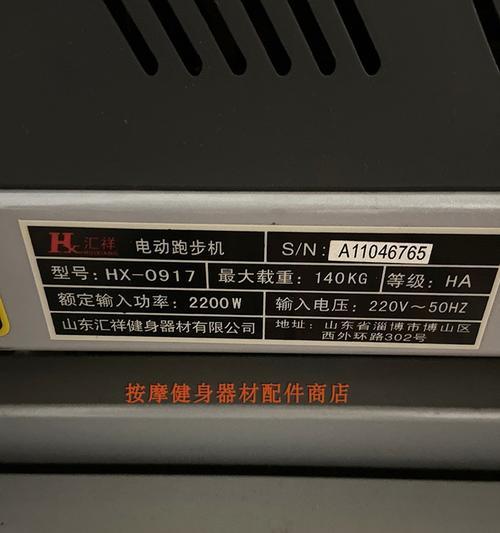 Hx 汇祥 HUIXIANG 电动跑步机 S/N: A11046765
型号: HX-0917 最大载重: 140KG 等级: HA
额定输入功率: 2200W 输入电压: 220V～50HZ
山东汇祥健身器材有限公司 地址: 山东省淄博市博山区
西外环路302号
按摩健身器材配件商店